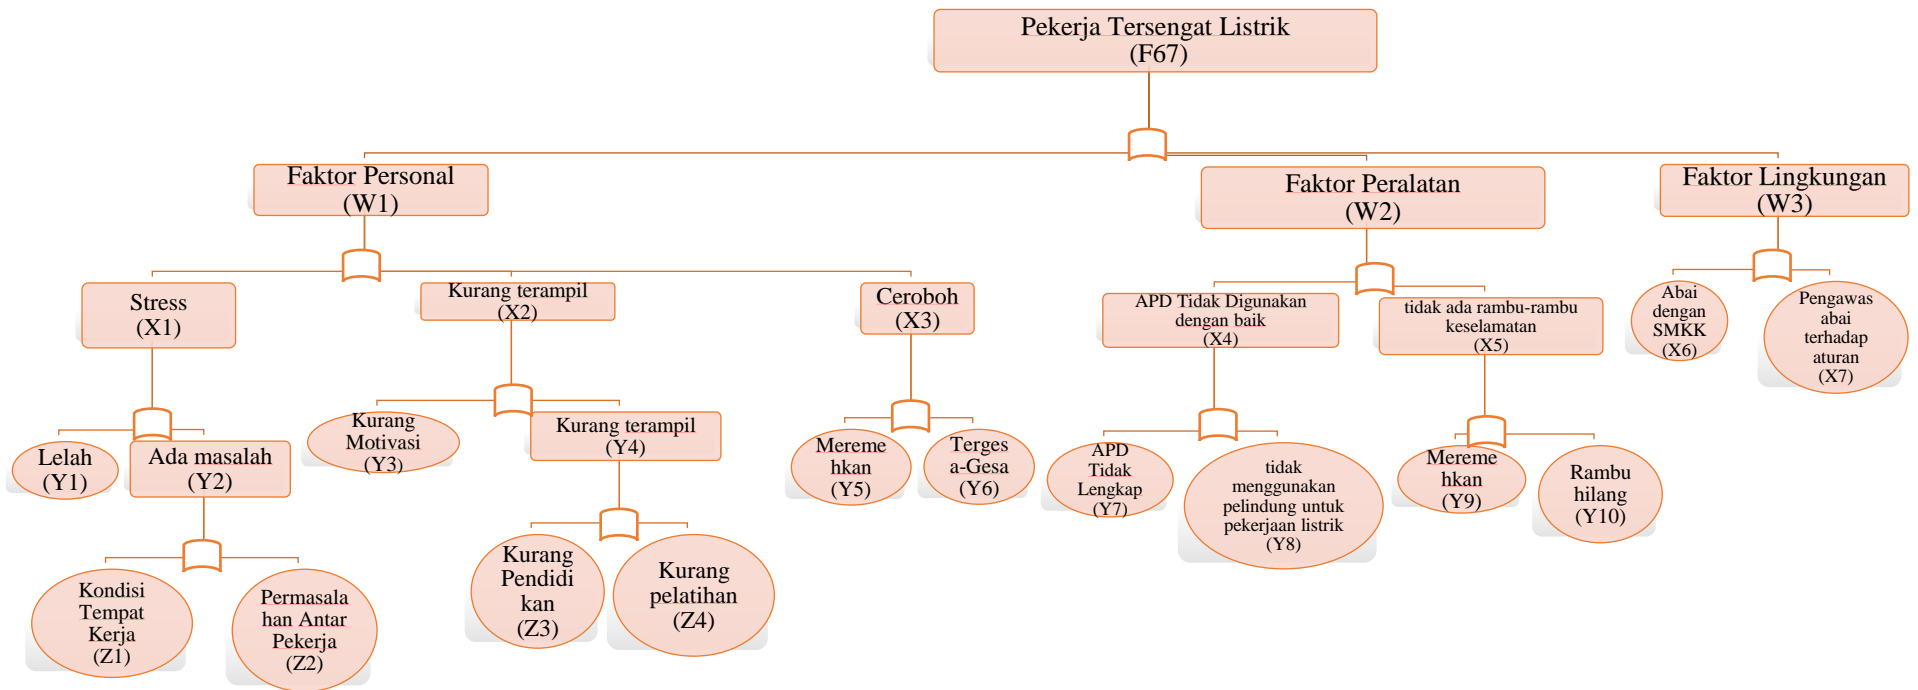 Pekerja Tersengat Listrik
(F67)
Faktor Personal
(W1)
Faktor Peralatan
(W2)
Faktor Lingkungan
(W3)
Stress
(X1)
Kurang terampil
(X2)
Ceroboh
(X3)
APD Tidak Digunakan
dengan baik
(X4)
tidak ada rambu-rambu
keselamatan
(X5)
Abai
dengan
SMKK
(X6)
Pengawas
abai
terhadap
aturan
(X7)
Lelah
(Y1)
Ada masalah
(Y2)
Kurang
Motivasi
(Y3)
Kurang terampil
(Y4)
Mereme
hkan
(Y5)
Terges
a-Gesa
(Y6)
APD
Tidak
Lengkap
(Y7)
tidak
menggunakan
pelindung untuk
pekerjaan listrik
(Y8)
Mereme
hkan
(Y9)
Rambu
hilang
(Y10)
Kondisi
Tempat
Kerja
(Z1)
Permasala
han Antar
Pekerja
(Z2)
Kurang
Pendidi
kan
(Z3)
Kurang
pelatihan
(Z4)